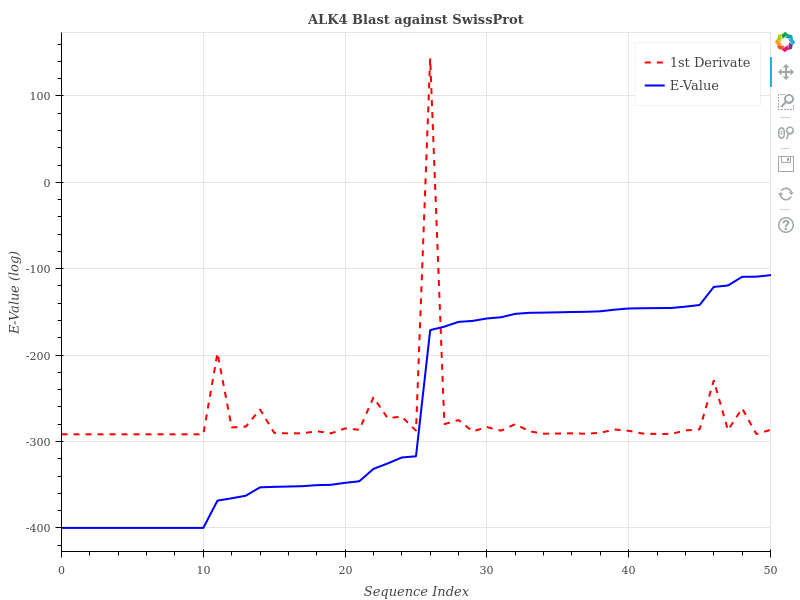 ALK4 Blast against SwissProt
1st Derivate
E-Value
E-Value (log)
100
0
-100
-200
-300
-400
0
10
20
30
40
50
Sequence Index